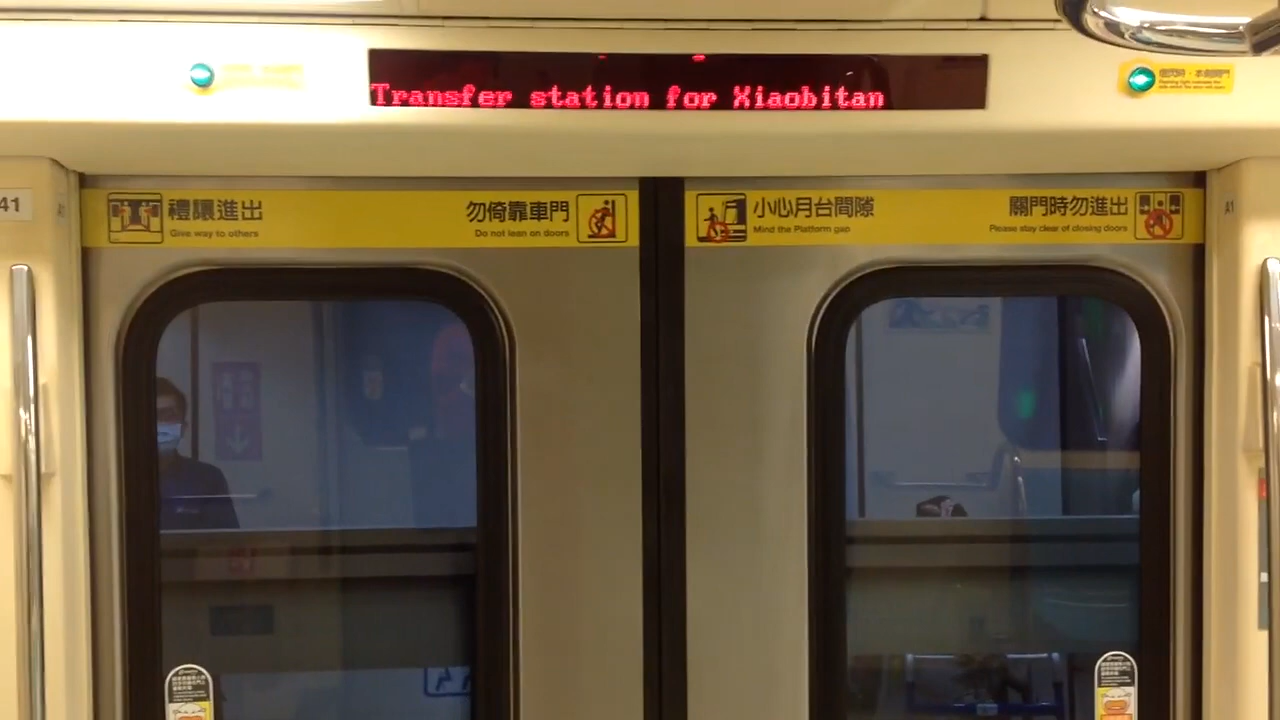 Transfer station for Xiaobitan
41
禮讓進出
Give way to others
勿倚靠車門
Do not lean on doors
小心月台間隙
Mind the Platform gap
關門時勿進出
Please stay clear of closing doors
A1